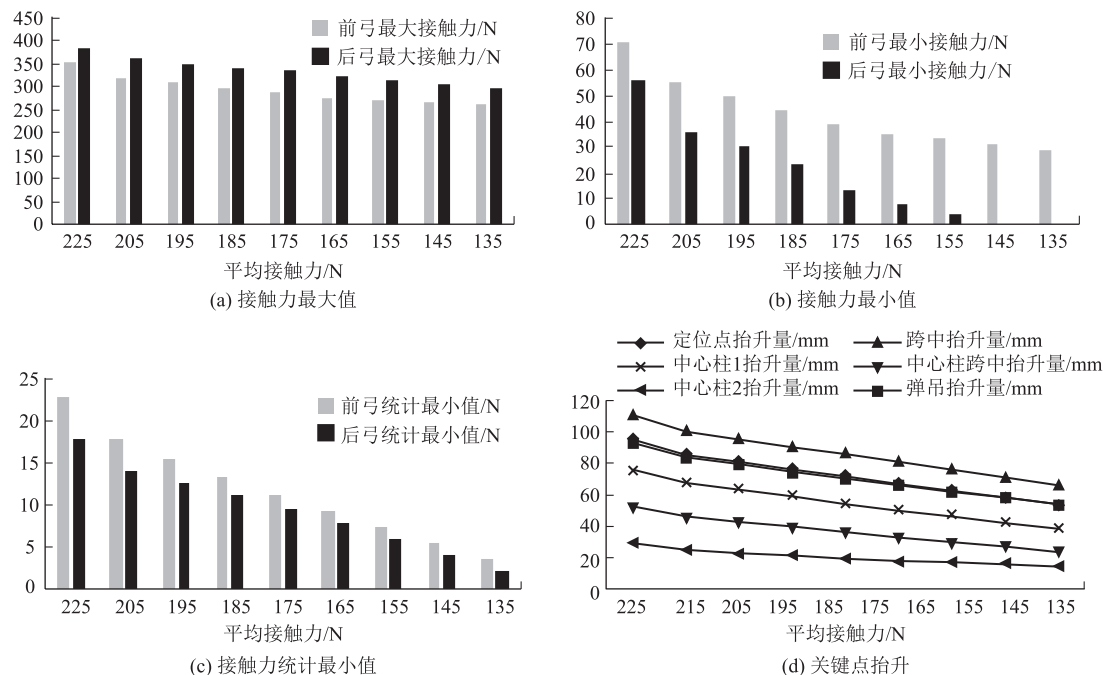 450
400
350
300
250
200
150
100
50
0
前弓最大接触力/N
后弓最大接触力/N
225 205 195 185 175 165 155 145 135
平均接触力/N
(a) 接触力最大值
80
70
60
50
40
30
20
10
0
前弓最小接触力/N
后弓最小接触力/N
225 205 195 185 175 165 155 145 135
平均接触力/N
(b) 接触力最小值
25
20
15
10
5
0
前弓统计最小值/N
后弓统计最小值/N
225 205 195 185 175 165 155 145 135
平均接触力/N
(c) 接触力统计最小值
定位点抬升量/mm 跨中抬升量/mm
中心柱1抬升量/mm 中心柱跨中抬升量/mm
中心柱2抬升量/mm 弹吊抬升量/mm
120
100
80
60
40
20
0
225 215 205 195 185 175 165 155 145 135
平均接触力/N
(d) 关键点抬升